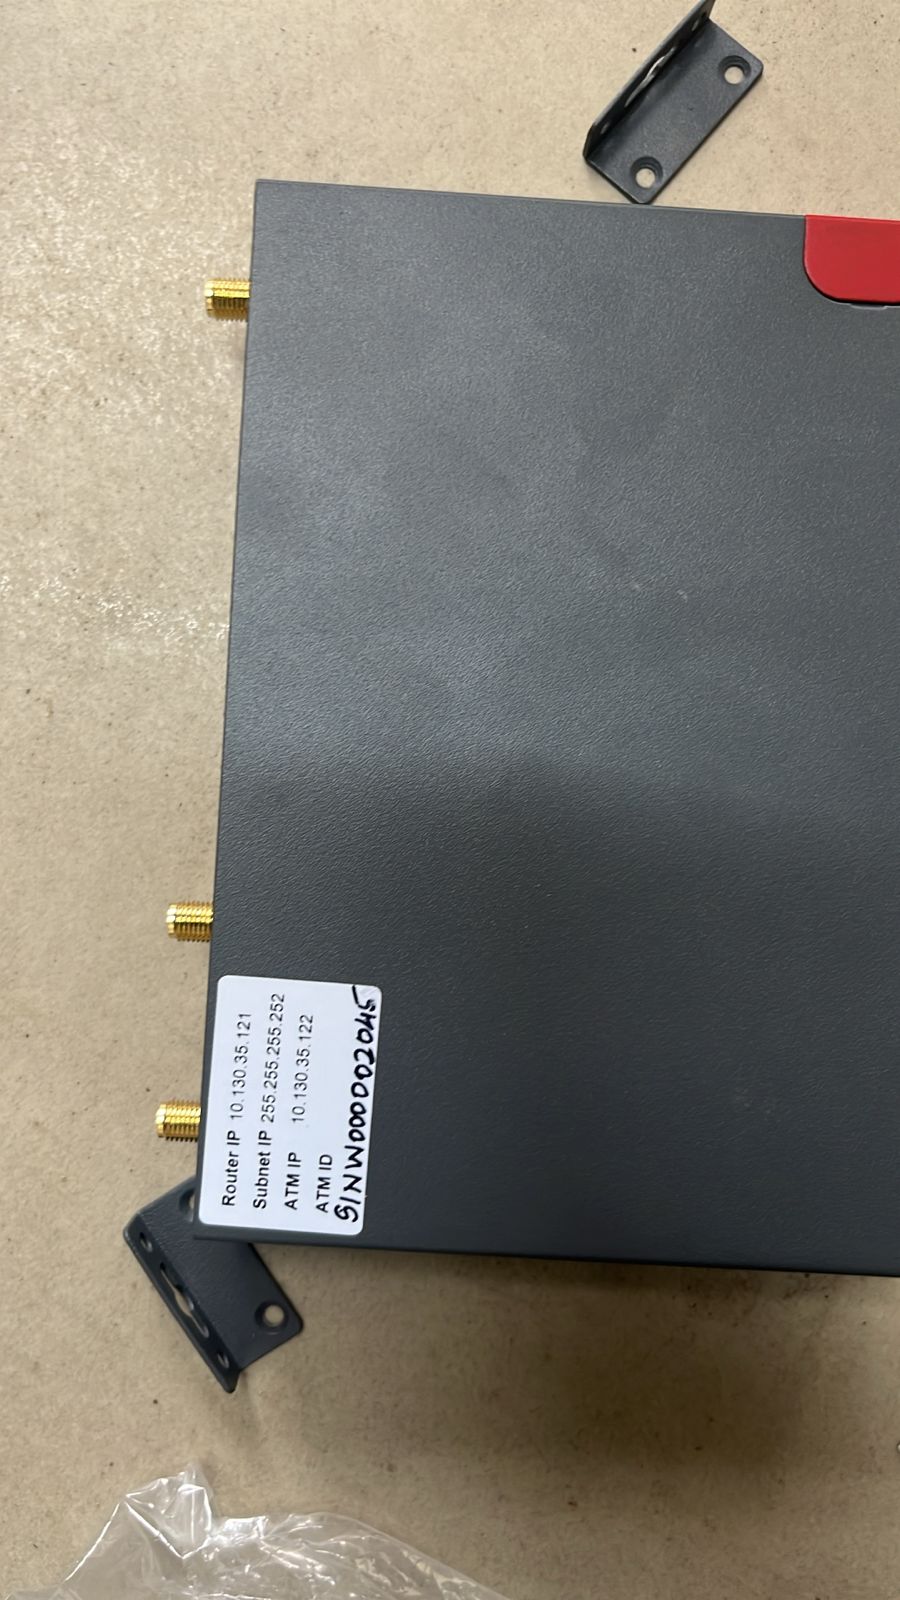 Router IP 10.130.35.121
Subnet IP 255.255.255.252
ATM IP 10.130.35.122
ATM ID
S1NW000002045